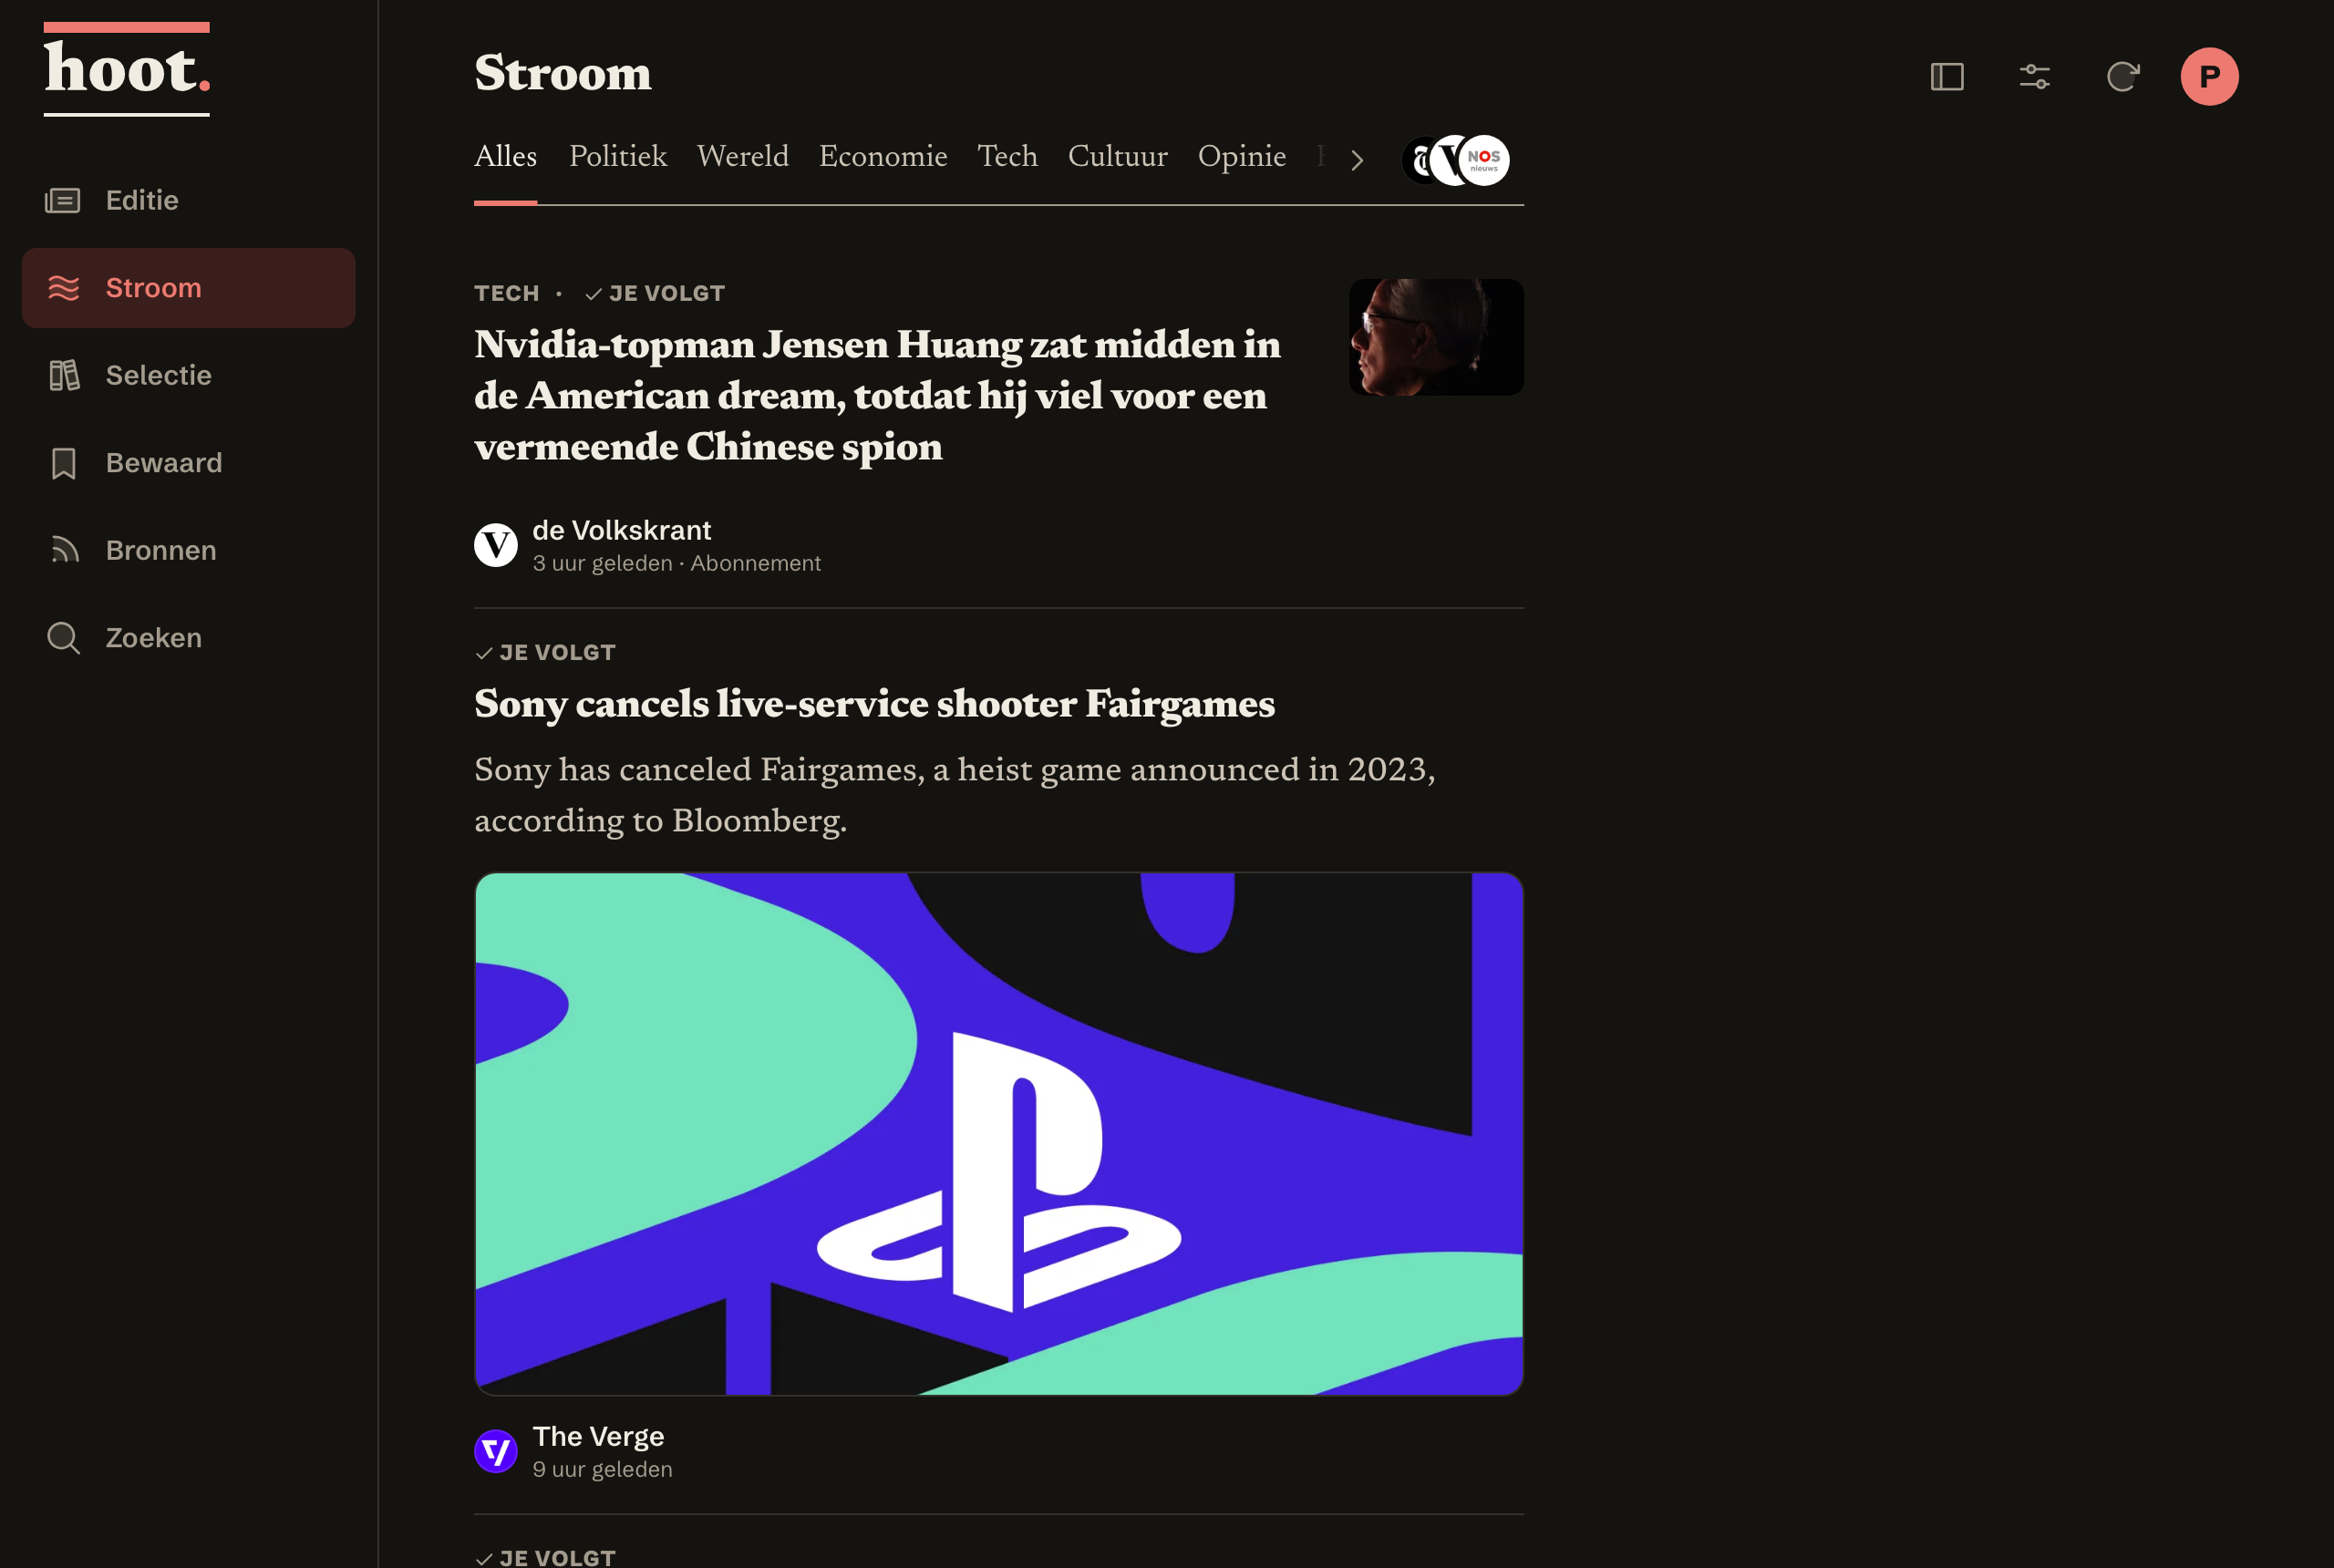 hoot.
Stroom
P
Alles Politiek Wereld Economie Tech Cultuur Opinie
NOS
nieuws
Editie
Stroom
Selectie
Bewaard
Bronnen
Zoeken
TECH · JE VOLGT
Nvidia-topman Jensen Huang zat midden in
de American dream, totdat hij viel voor een
vermeende Chinese spion
V
de Volkskrant
3 uur geleden · Abonnement
JE VOLGT
Sony cancels live-service shooter Fairgames
Sony has canceled Fairgames, a heist game announced in 2023,
according to Bloomberg.
The Verge
9 uur geleden
JE VOLGT